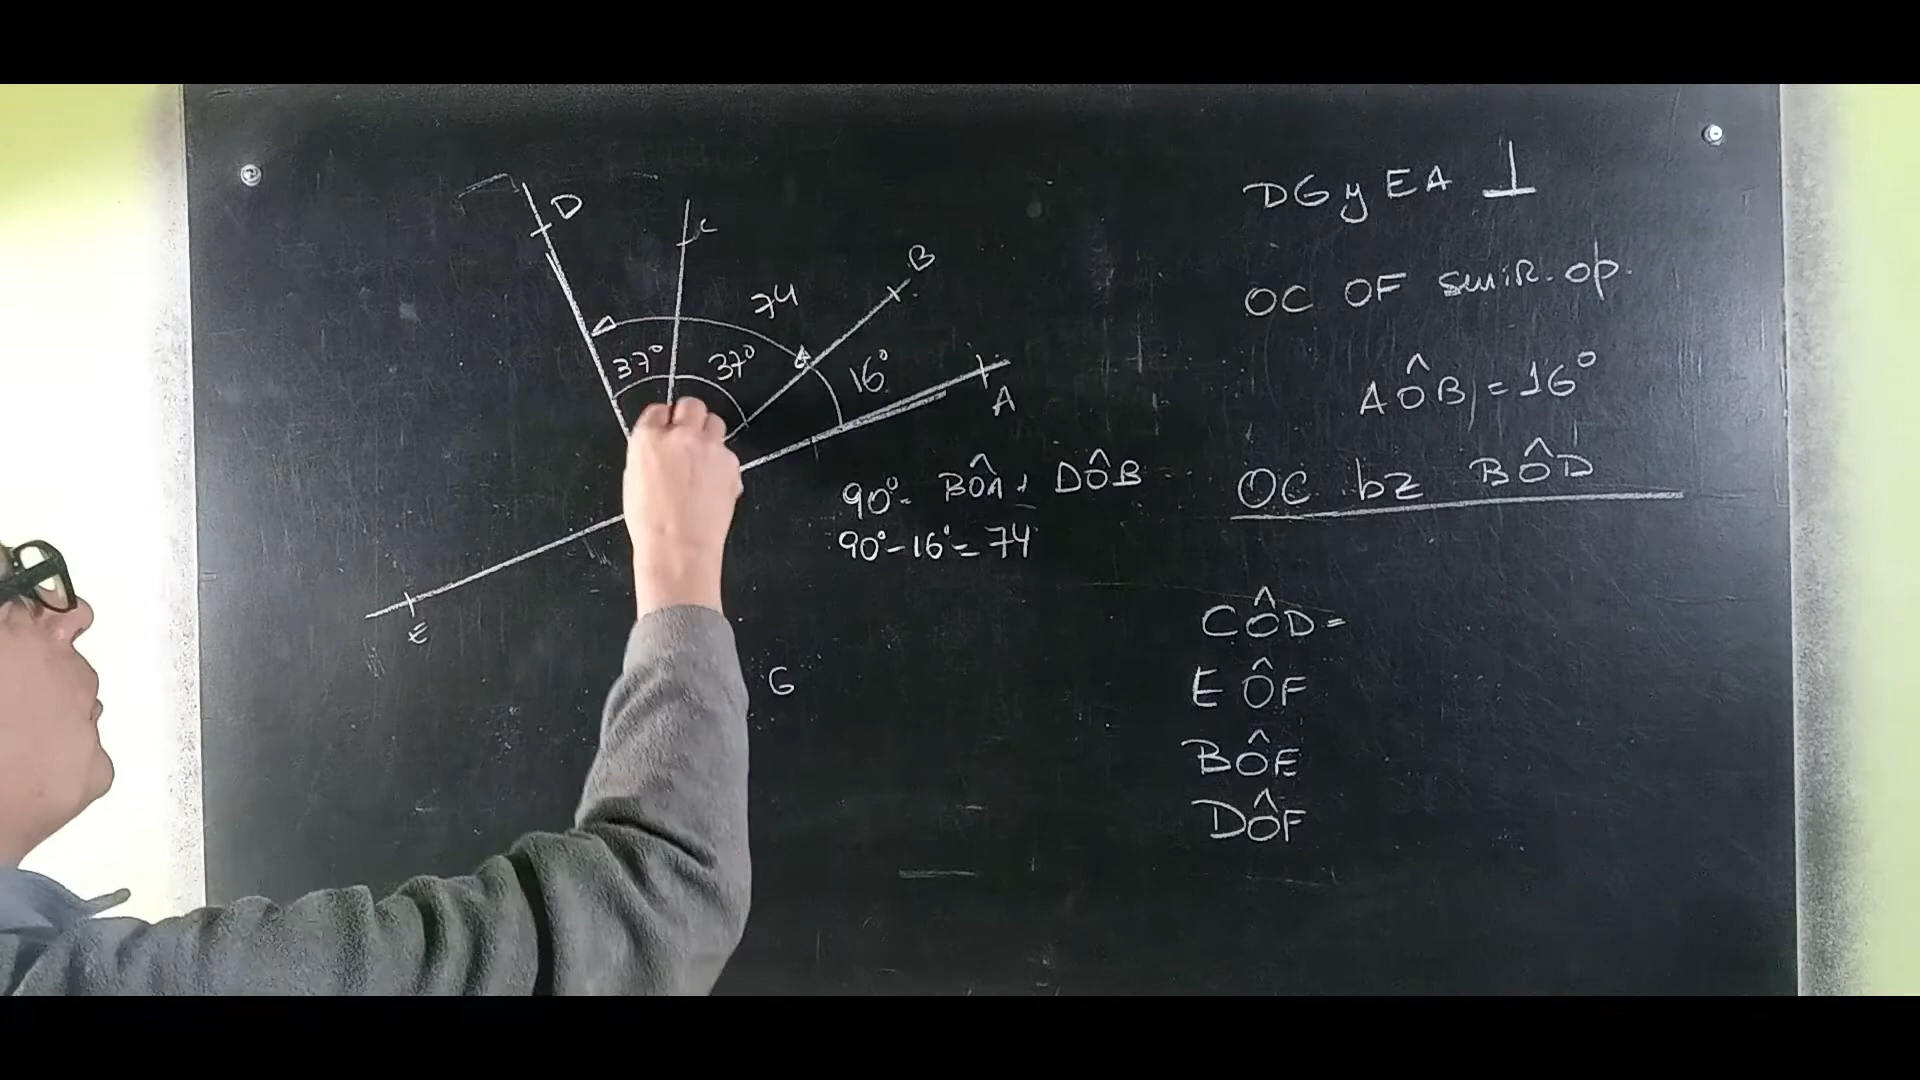 D
C
B
74
37°
37°
16°
A
E
G
90° = BÔA + DÔB
90° - 16° = 74
DG y EA ⊥
OC OF semir. op.
AÔB = 16°
OC bz BÔD
CÔD =
EÔF
BÔE
DÔF